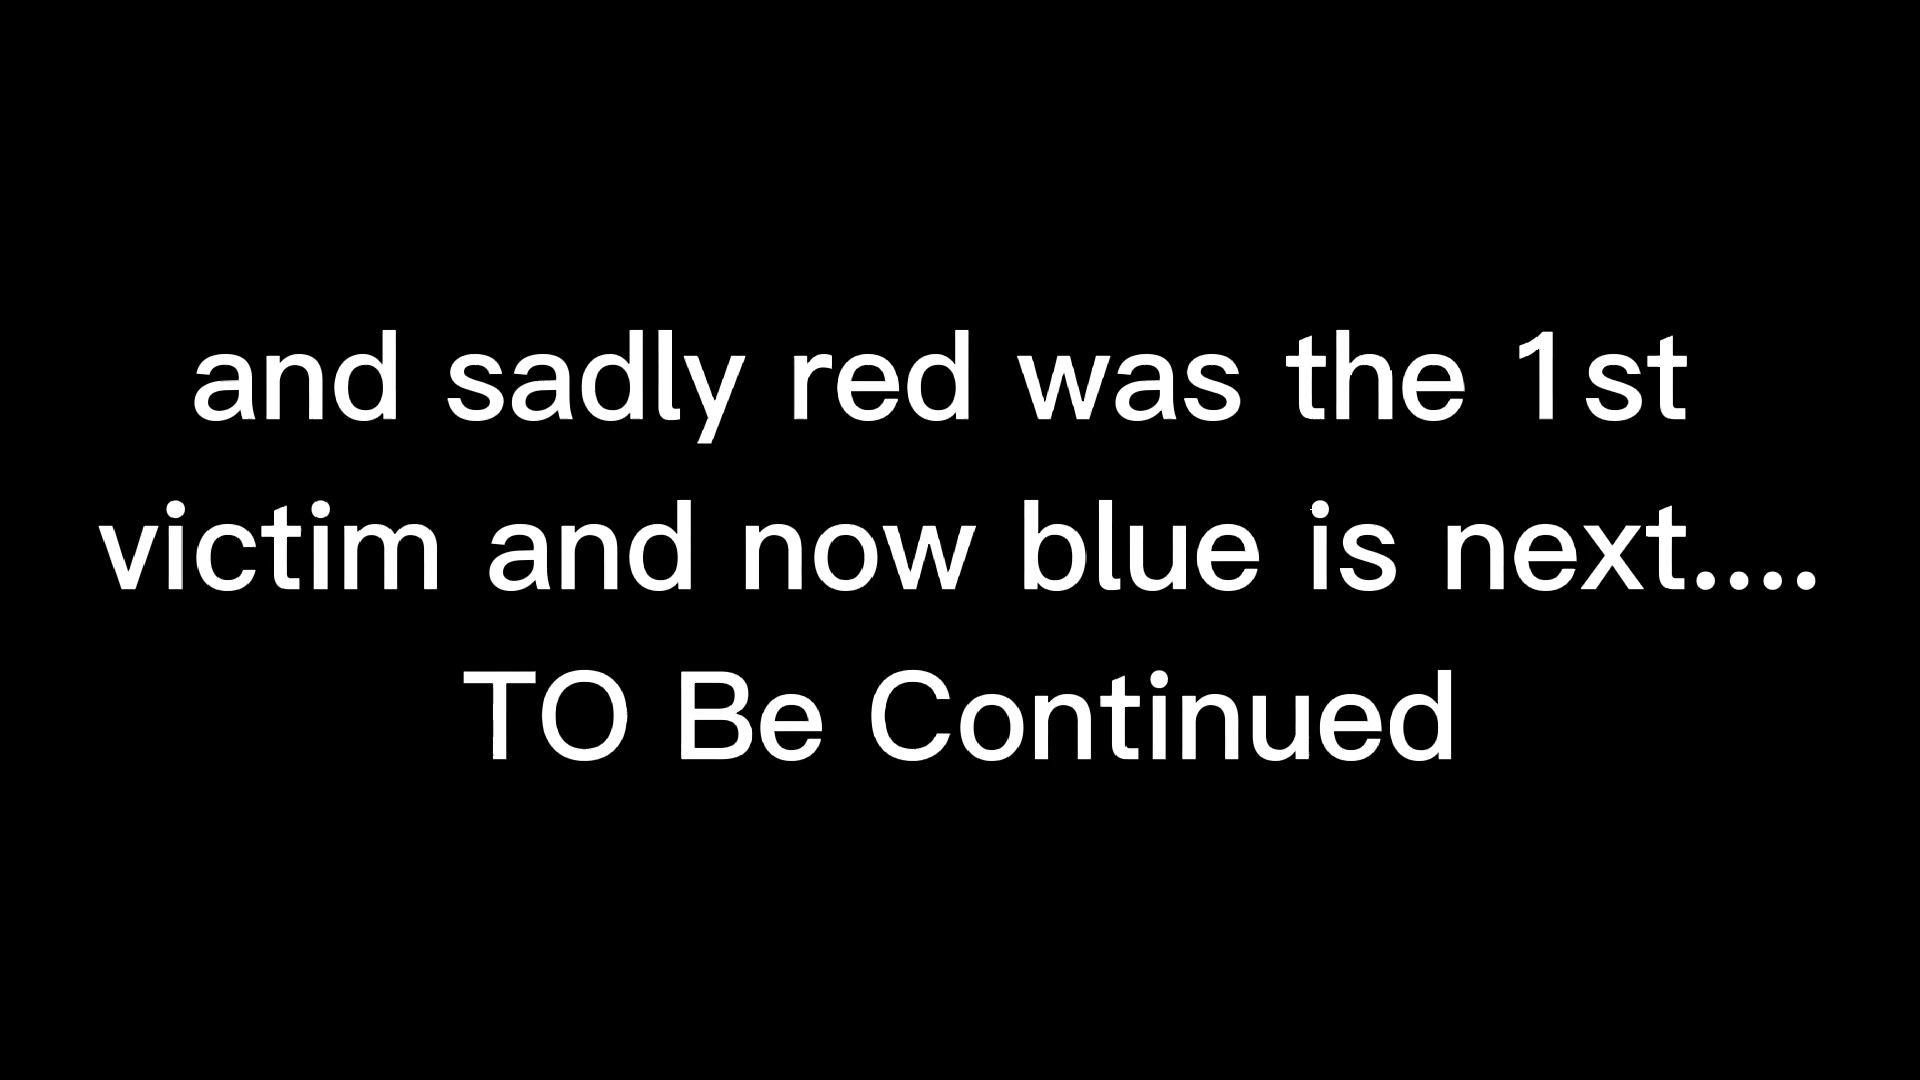 and sadly red was the 1st
victim and now blue is next....
TO Be Continued